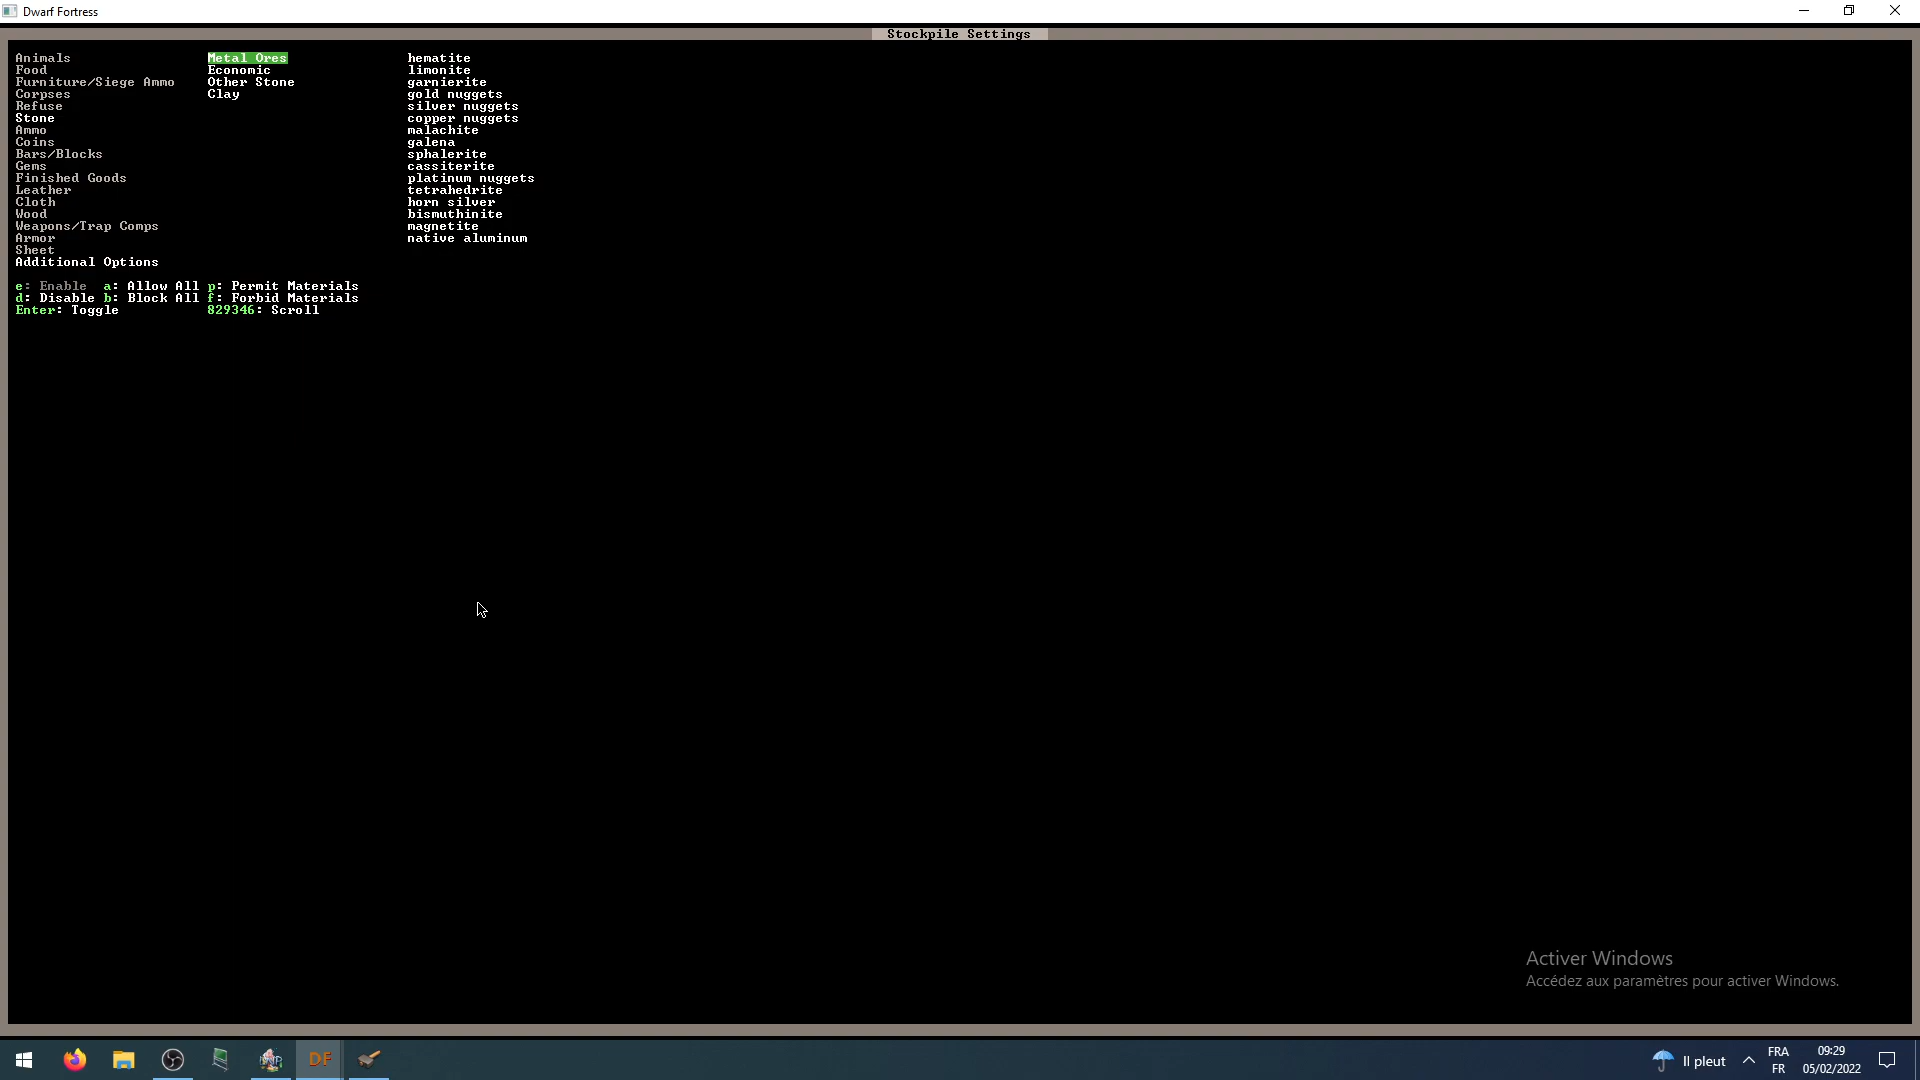 Dwarf Fortress
Stockpile Settings
Animals
Food
Furniture/Siege Ammo
Corpses
Refuse
Stone
Ammo
Coins
Bars/Blocks
Gems
Finished Goods
Leather
Cloth
Wood
Weapons/Trap Comps
Armor
Sheet
Additional Options
Metal Ores
Economic
Other Stone
Clay
hematite
limonite
garnierite
gold nuggets
silver nuggets
copper nuggets
malachite
galena
sphalerite
cassiterite
platinum nuggets
tetrahedrite
horn silver
bismuthinite
magnetite
native aluminum
e: Enable a: Allow All p: Permit Materials
d: Disable b: Block All f: Forbid Materials
Enter: Toggle 829346: Scroll
Activer Windows
Accédez aux paramètres pour activer Windows.
DF
Il pleut
FRA
FR
09:29
05/02/2022